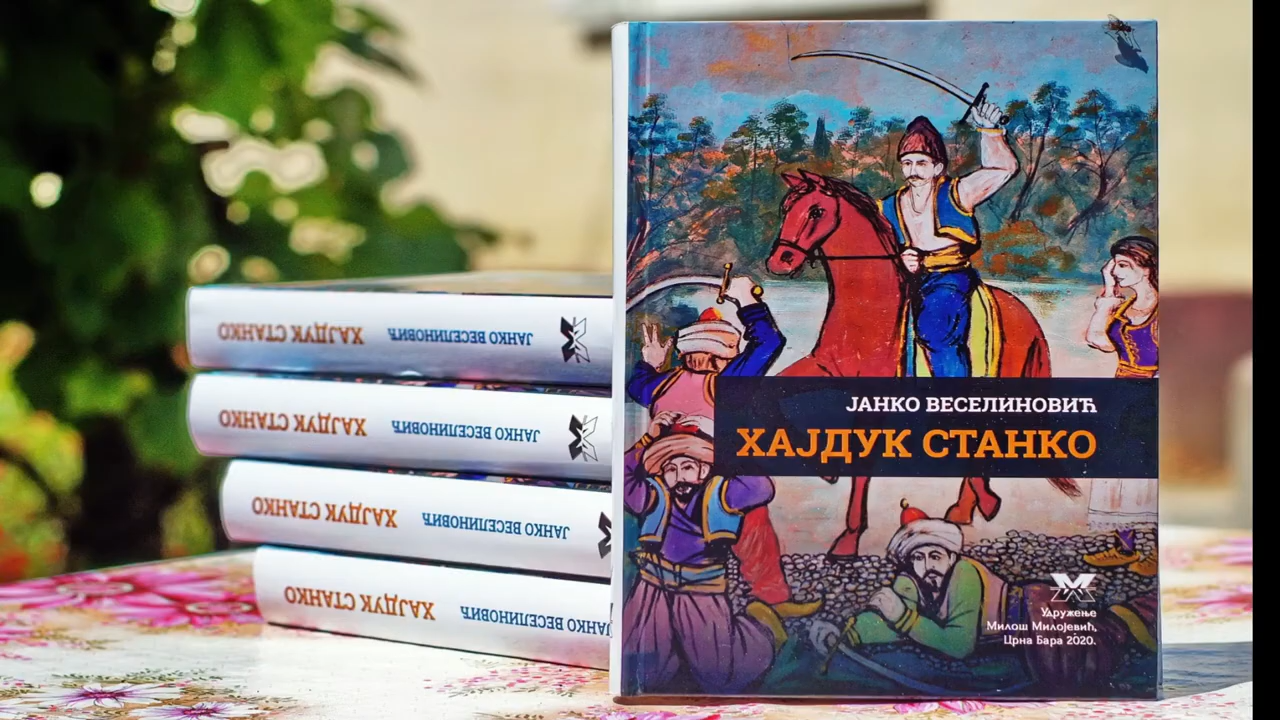 ЈАНКО ВЕСЕЛИНОВИЋ
ХАЈДУК СТАНКО
Удружење
Милош Милојевић,
Црна Бара 2020.
ХАЈДУК СТАНКО ЈАНКО ВЕСЕЛИНОВИЋ
ХАЈДУК СТАНКО ЈАНКО ВЕСЕЛИНОВИЋ
ХАЈДУК СТАНКО ЈАНКО ВЕСЕЛИНОВИЋ
ХАЈДУК СТАНКО ЈАНКО ВЕСЕЛИНОВИЋ